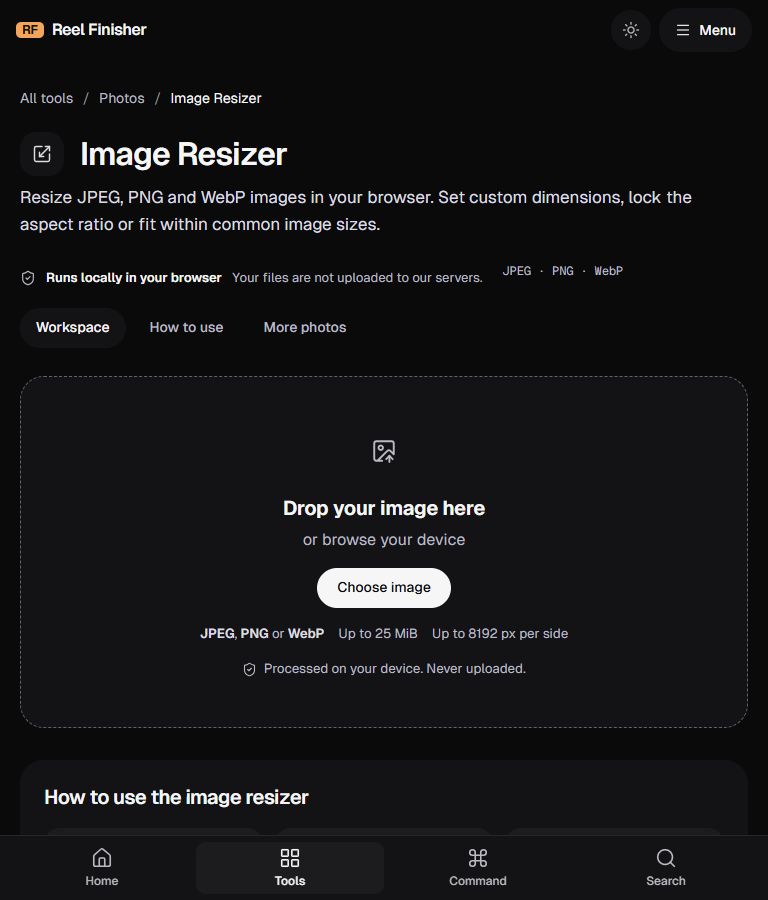 RF Reel Finisher
Menu
All tools / Photos / Image Resizer
Image Resizer
Resize JPEG, PNG and WebP images in your browser. Set custom dimensions, lock the
aspect ratio or fit within common image sizes.
Runs locally in your browser Your files are not uploaded to our servers. JPEG · PNG · WebP
Workspace How to use More photos
Drop your image here
or browse your device
Choose image
JPEG, PNG or WebP Up to 25 MiB Up to 8192 px per side
Processed on your device. Never uploaded.
How to use the image resizer
Home Tools Command Search